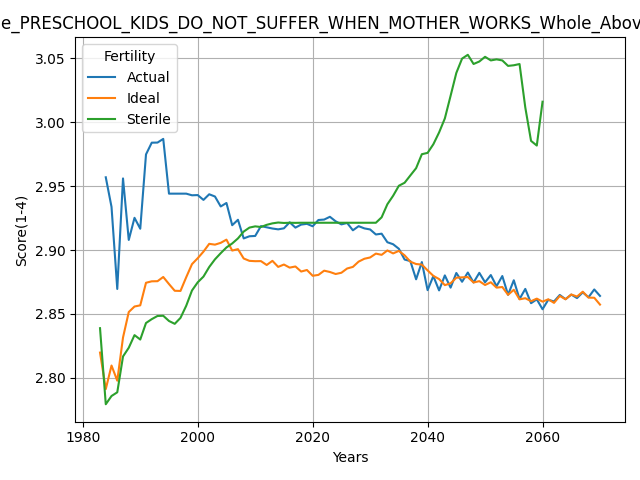 e_PRESCHOOL_KIDS_DO_NOT_SUFFER_WHEN_MOTHER_WORKS_Whole_Abov
Fertility
Actual
Ideal
Sterile
3.05
3.00
2.95
2.90
2.85
2.80
Score(1-4)
1980
2000
2020
2040
2060
Years